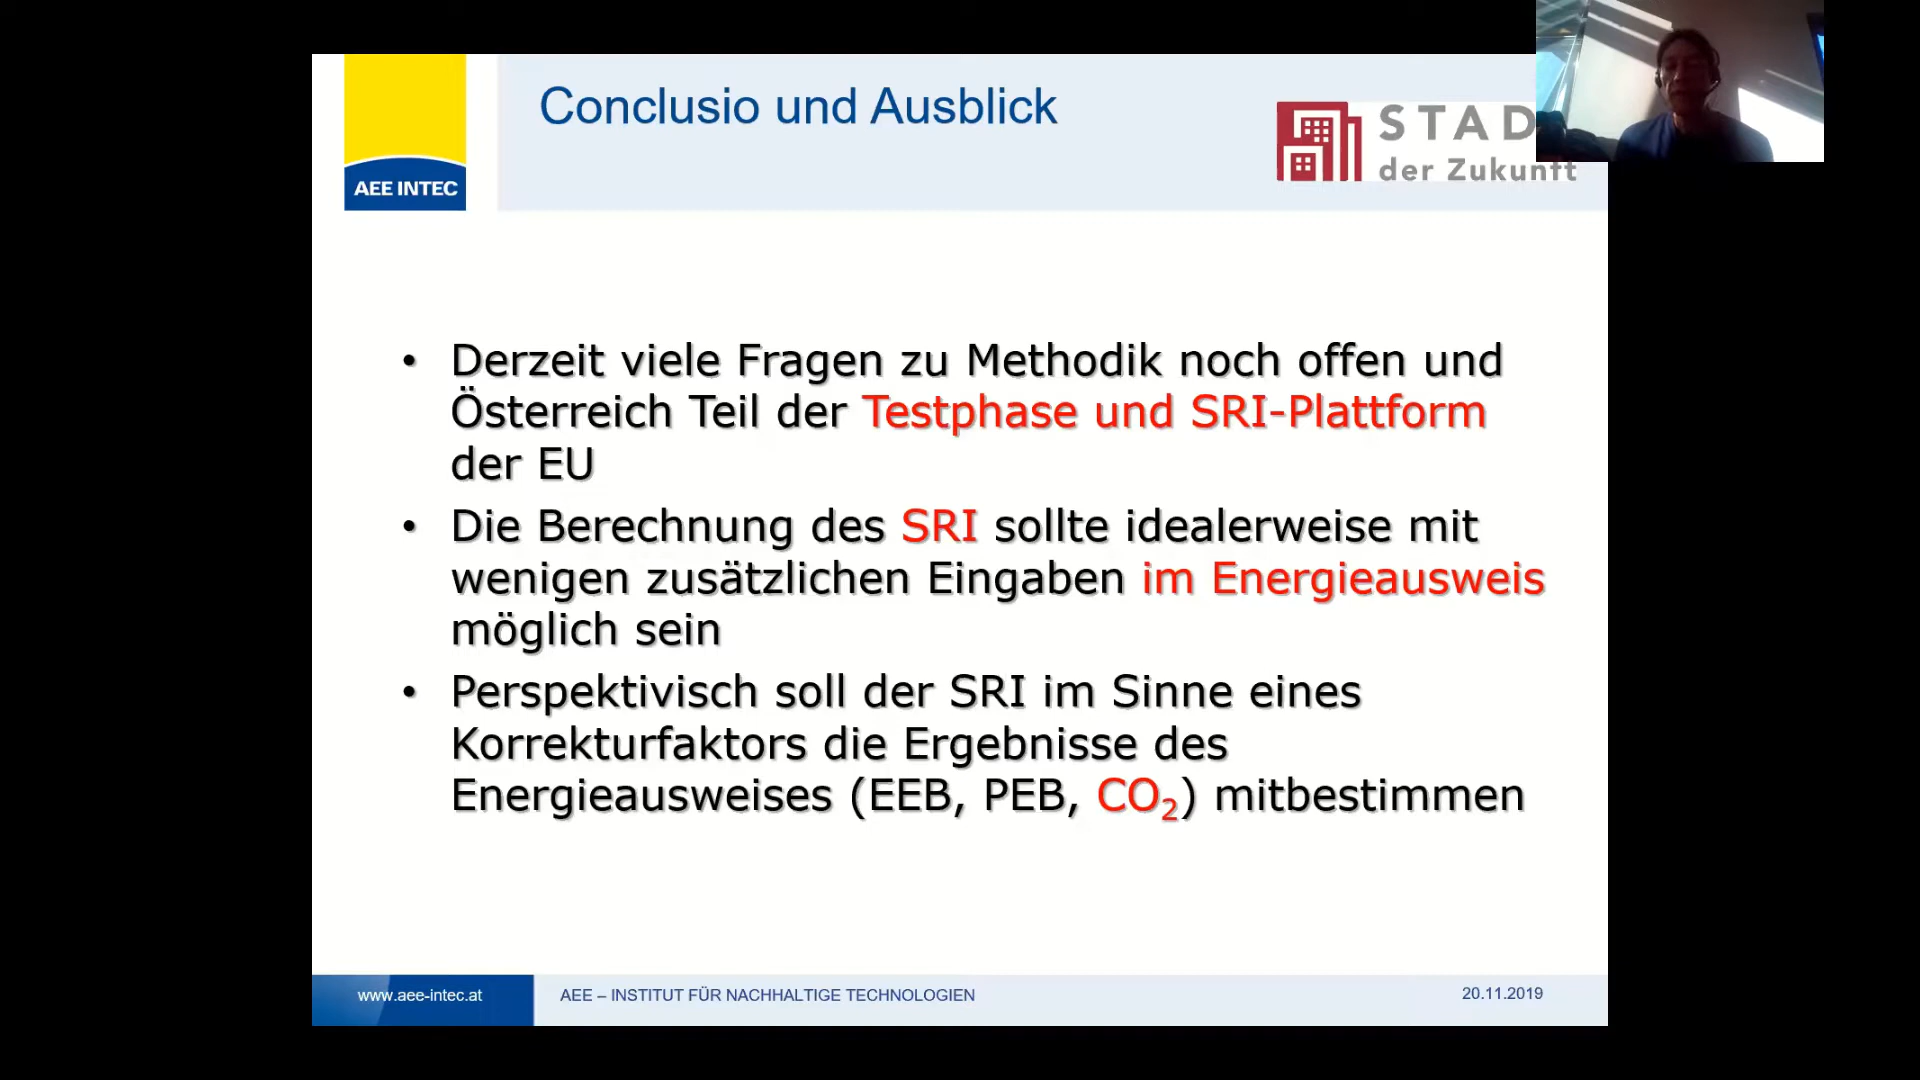 Conclusio und Ausblick
AEE INTEC
STAD
der Zukunft
• Derzeit viele Fragen zu Methodik noch offen und
Österreich Teil der Testphase und SRI-Plattform
der EU
• Die Berechnung des SRI sollte idealerweise mit
wenigen zusätzlichen Eingaben im Energieausweis
möglich sein
• Perspektivisch soll der SRI im Sinne eines
Korrekturfaktors die Ergebnisse des
Energieausweises (EEB, PEB, CO₂) mitbestimmen
www.aee-intec.at
AEE – INSTITUT FÜR NACHHALTIGE TECHNOLOGIEN
20.11.2019